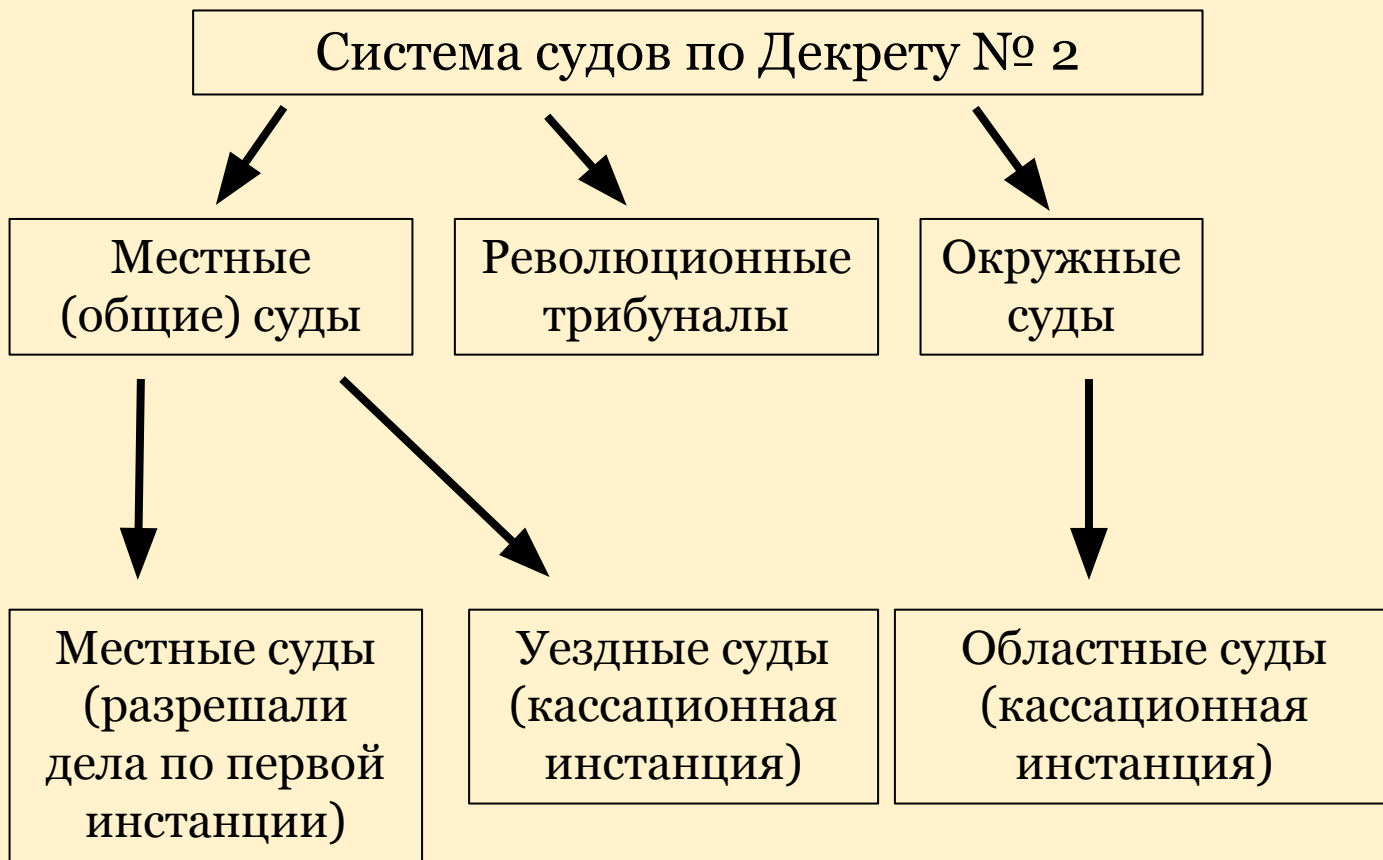 Система судов по Декрету № 2
Местные
(общие) суды
Революционные
трибуналы
Окружные
суды
Местные суды
(разрешали
дела по первой
инстанции)
Уездные суды
(кассационная
инстанция)
Областные суды
(кассационная
инстанция)